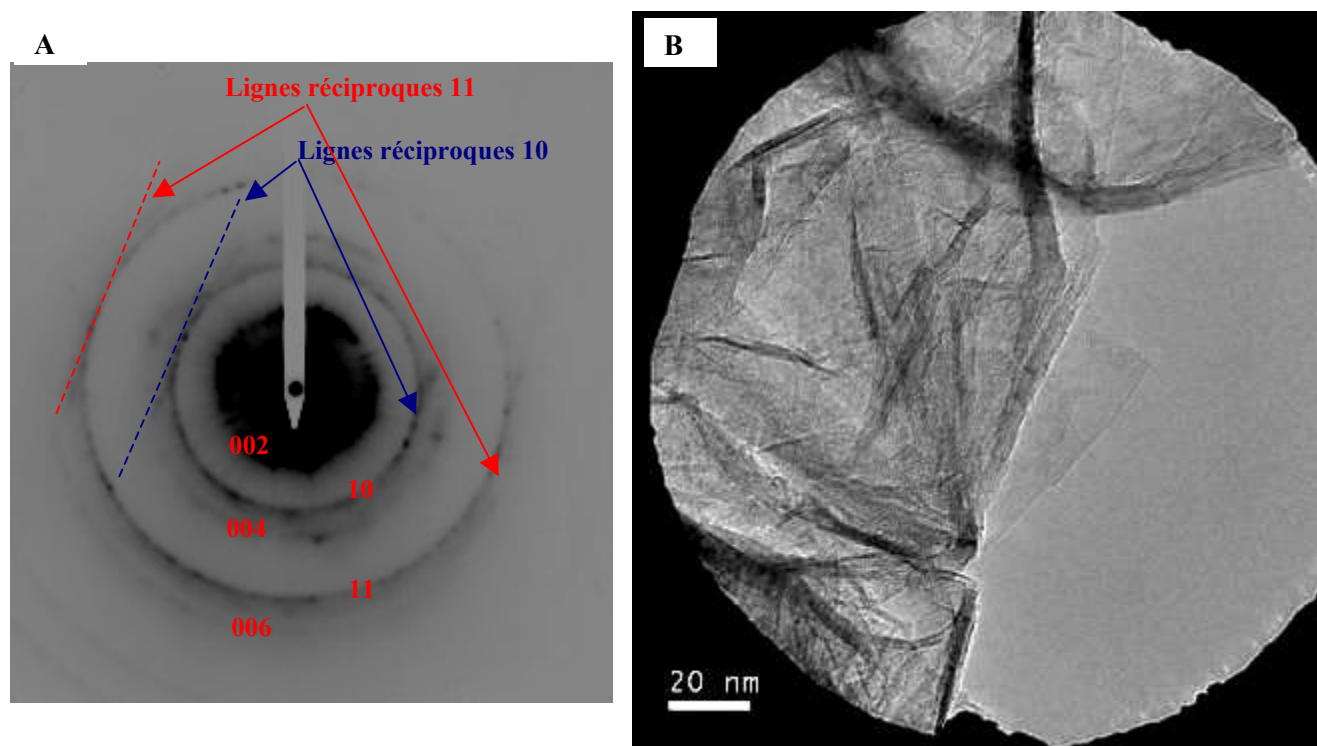 A
Lignes réciproques 11
Lignes réciproques 10
002
10
004
11
006
B
20 nm